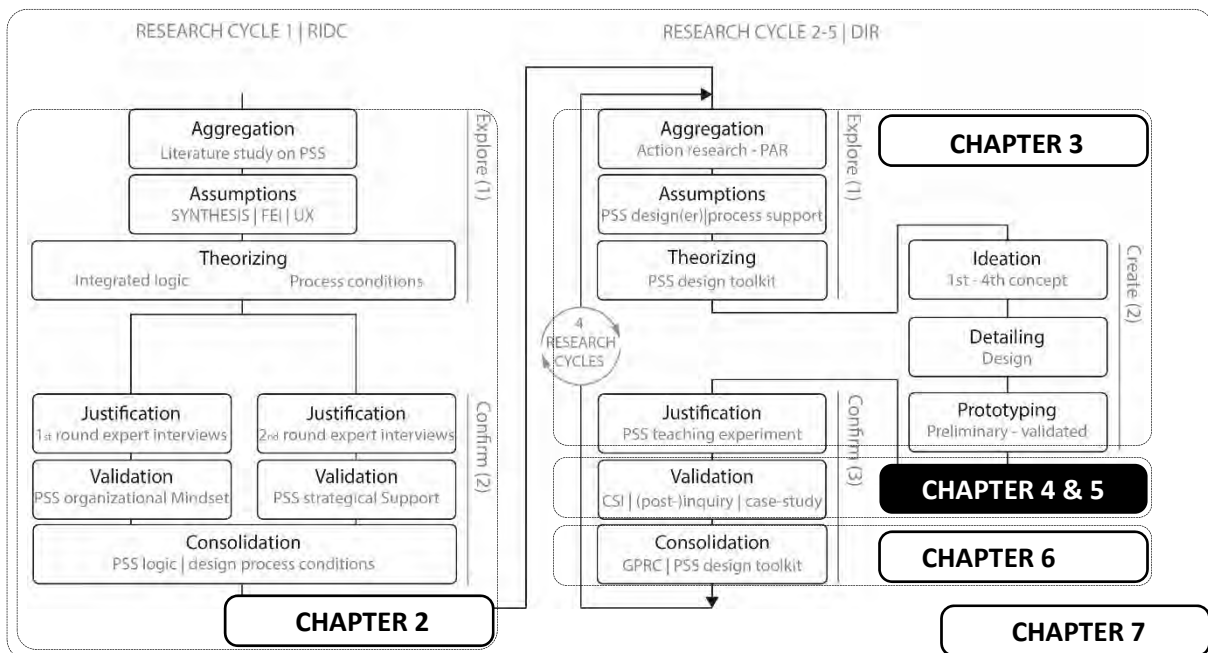 RESEARCH CYCLE 1 | RIDC
Aggregation
Literature study on PSS
Assumptions
SYNTHESIS | FEI | UX
Theorizing
Integrated logic
Process conditions
Explore (1)
Justification
1st round expert interviews
Justification
2nd round expert interviews
Validation
PSS organizational Mindset
Validation
PSS strategical Support
Confirm (2)
Consolidation
PSS logic | design process conditions
CHAPTER 2
RESEARCH CYCLE 2-5 | DIR
Aggregation
Action research - PAR
Assumptions
PSS design(er)|process support
Theorizing
PSS design toolkit
Explore (1)
CHAPTER 3
Ideation
1st - 4th concept
Detailing
Design
Prototyping
Preliminary - validated
Create (2)
4
RESEARCH
CYCLES
Justification
PSS teaching experiment
Validation
CSI | (post-)inquiry | case-study
Confirm (3)
CHAPTER 4 & 5
Consolidation
GPRC | PSS design toolkit
CHAPTER 6
CHAPTER 7